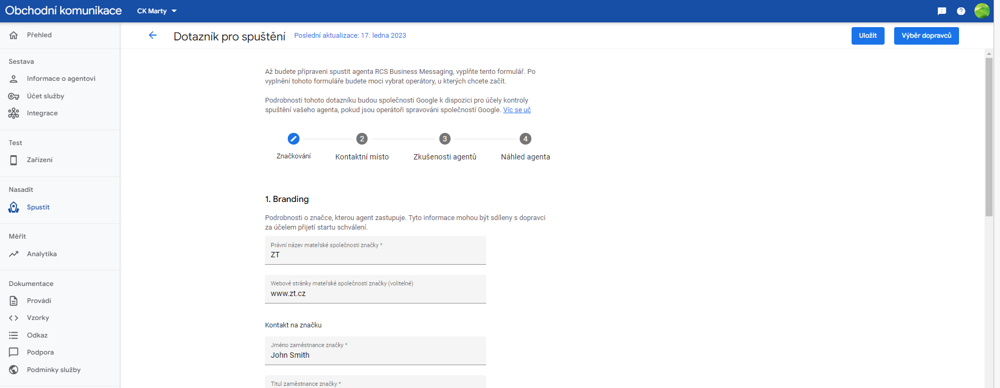 Obchodní komunikace
CK Marty
Přehled
Sestava
Informace o agentovi
Účet služby
Integrace
Test
Zařízení
Nasadit
Spustit
Měřit
Analytika
Dokumentace
Provádí
Vzorky
Odkaz
Podpora
Podmínky služby
Dotazník pro spuštění
Poslední aktualizace: 17. ledna 2023
Uložit
Výběr dopravců
Až budete připraveni spustit agenta RCS Business Messaging, vyplňte tento formulář. Po
vyplnění tohoto formuláře budete moci vybrat operátory, u kterých chcete začít.
Podrobnosti tohoto dotazníku budou společnosti Google k dispozici pro účely kontroly
spuštění vašeho agenta, pokud jsou operátoři spravováni společností Google. Víc se uč
2
3
4
Značkování
Kontaktní místo
Zkušenosti agentů
Náhled agenta
1. Branding
Podrobnosti o značce, kterou agent zastupuje. Tyto informace mohou být sdíleny s dopravci
za účelem přijetí startu schválení.
Právní název mateřské společnosti značky *
ZT
Webové stránky mateřské společnosti značky (volitelné)
www.zt.cz
Kontakt na značku
Jméno zaměstnance značky *
John Smith
Titul zaměstnance značky *